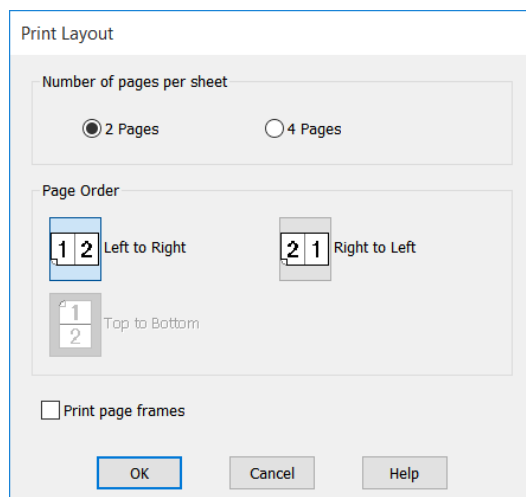 Print Layout
Number of pages per sheet
2 Pages 4 Pages
Page Order
1 2 Left to Right 2 1 Right to Left
1
2 Top to Bottom
Print page frames
OK Cancel Help